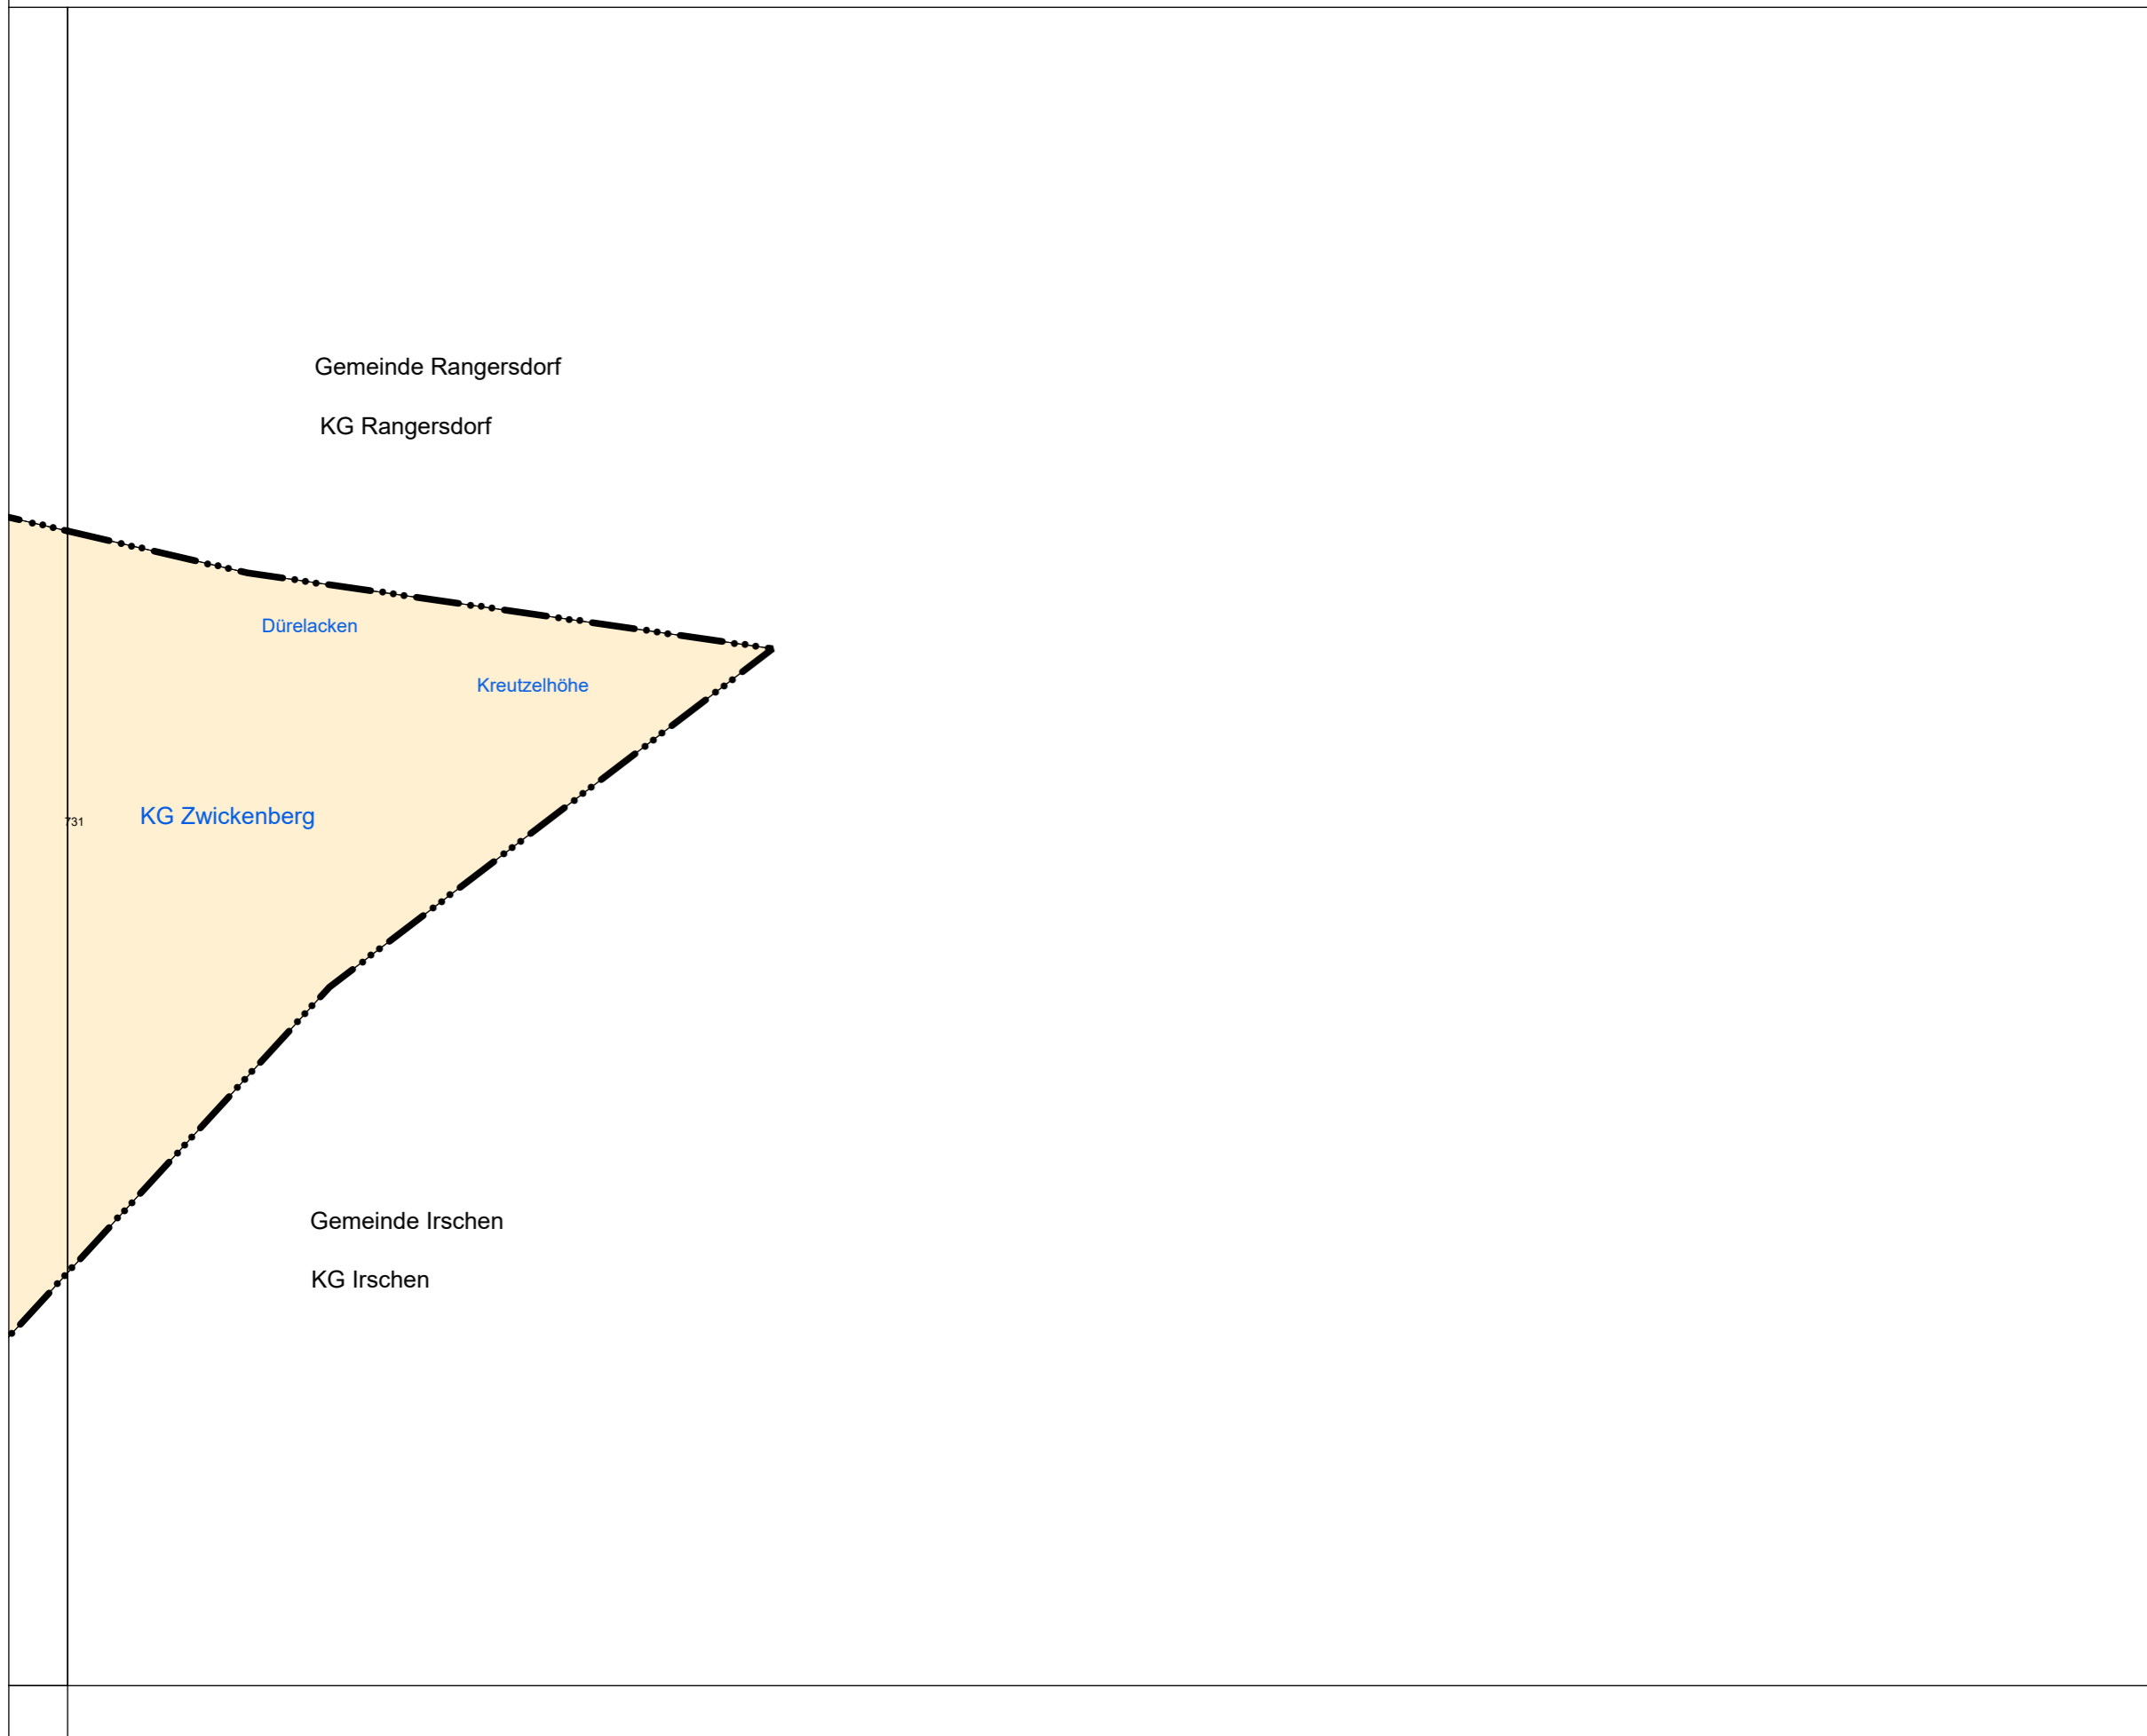 Gemeinde Rangersdorf
KG Rangersdorf
Dürelacken
Kreutzelhöhe
KG Zwickenberg
731
Gemeinde Irschen
KG Irschen